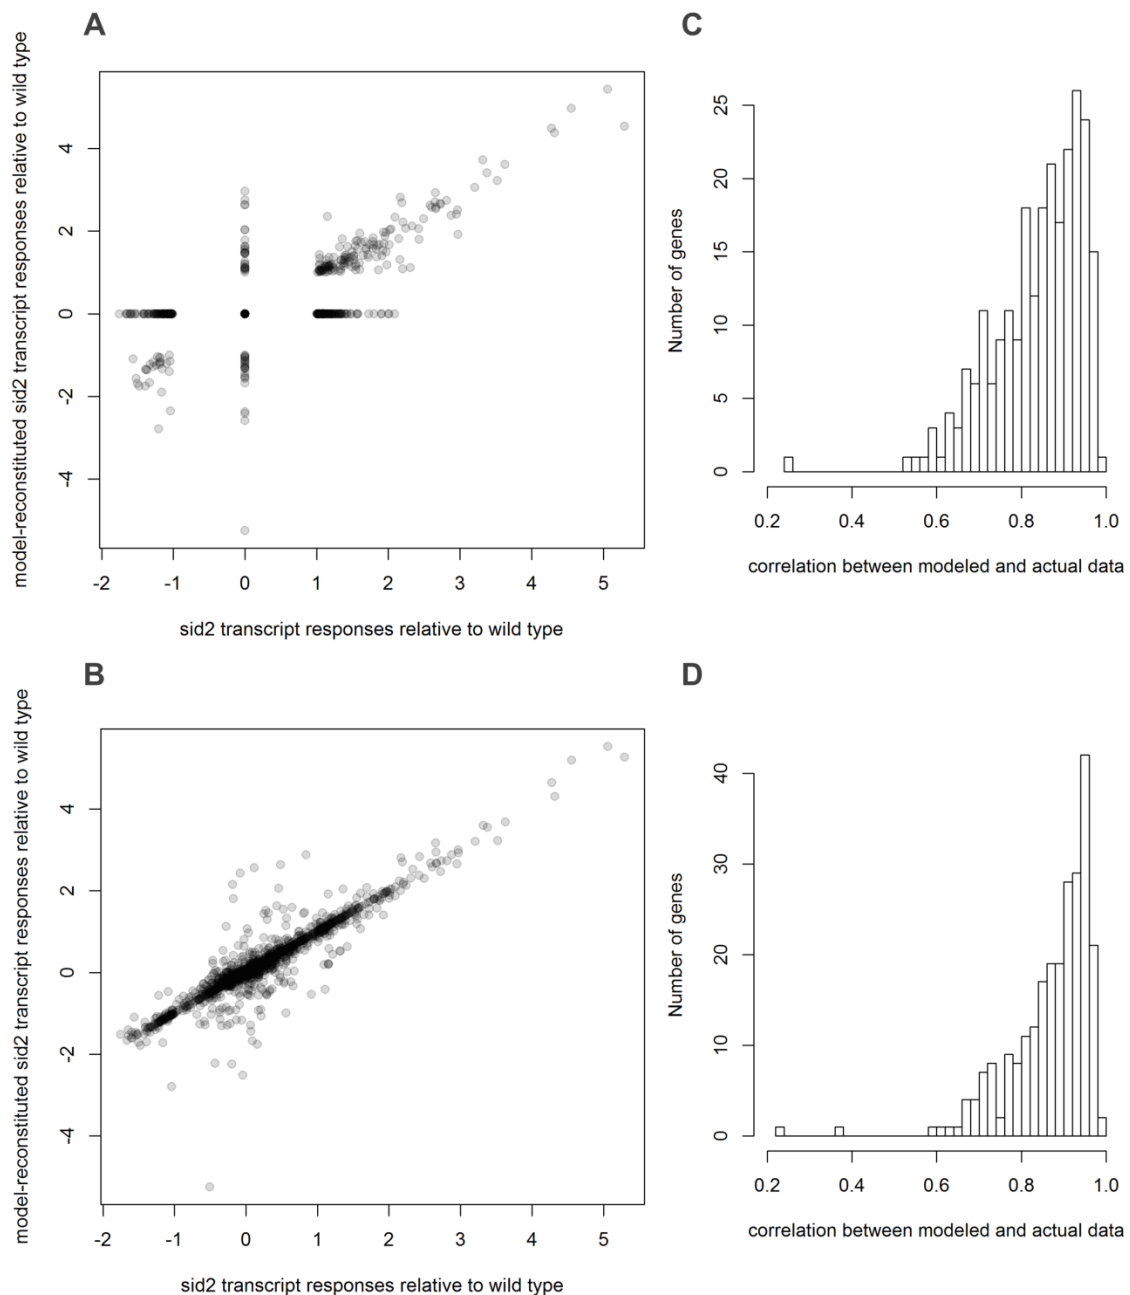 A
model-reconstituted sid2 transcript responses relative to wild type
4
2
0
-2
-4
-2 -1 0 1 2 3 4 5
sid2 transcript responses relative to wild type
C
Number of genes
25
20
15
10
5
0
0.2 0.4 0.6 0.8 1.0
correlation between modeled and actual data
B
model-reconstituted sid2 transcript responses relative to wild type
4
2
0
-2
-4
-2 -1 0 1 2 3 4 5
sid2 transcript responses relative to wild type
D
Number of genes
40
30
20
10
0
0.2 0.4 0.6 0.8 1.0
correlation between modeled and actual data